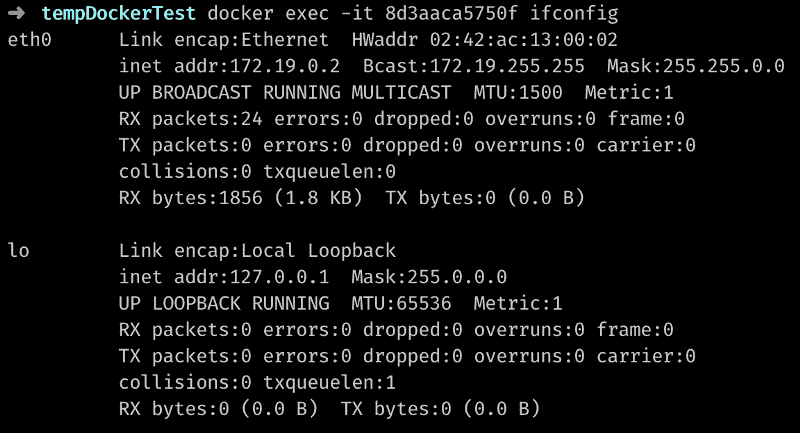 ➜ tempDockerTest docker exec -it 8d3aaca5750f ifconfig
eth0      Link encap:Ethernet  HWaddr 02:42:ac:13:00:02
          inet addr:172.19.0.2  Bcast:172.19.255.255  Mask:255.255.0.0
          UP BROADCAST RUNNING MULTICAST  MTU:1500  Metric:1
          RX packets:24 errors:0 dropped:0 overruns:0 frame:0
          TX packets:0 errors:0 dropped:0 overruns:0 carrier:0
          collisions:0 txqueuelen:0
          RX bytes:1856 (1.8 KB)  TX bytes:0 (0.0 B)

lo        Link encap:Local Loopback
          inet addr:127.0.0.1  Mask:255.0.0.0
          UP LOOPBACK RUNNING  MTU:65536  Metric:1
          RX packets:0 errors:0 dropped:0 overruns:0 frame:0
          TX packets:0 errors:0 dropped:0 overruns:0 carrier:0
          collisions:0 txqueuelen:1
          RX bytes:0 (0.0 B)  TX bytes:0 (0.0 B)